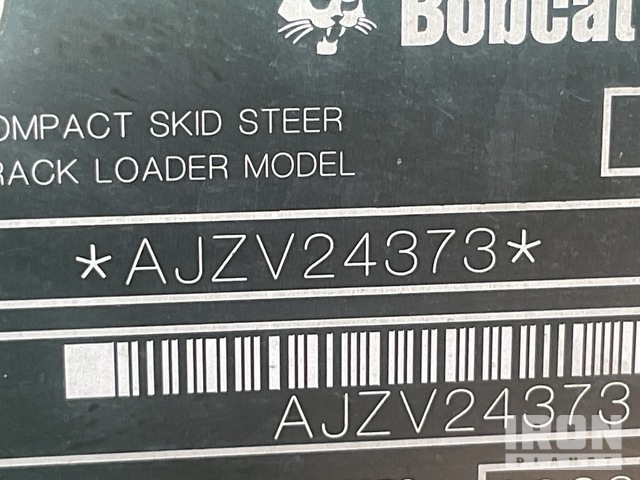 Bobcat
OMPACT SKID STEER
RACK LOADER MODEL
*AJZV24373*
AJZV24373
IRON
PLANET